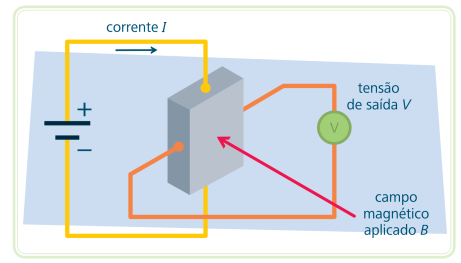 corrente I
tensão
de saída V
+
V
−
campo
magnético
aplicado B